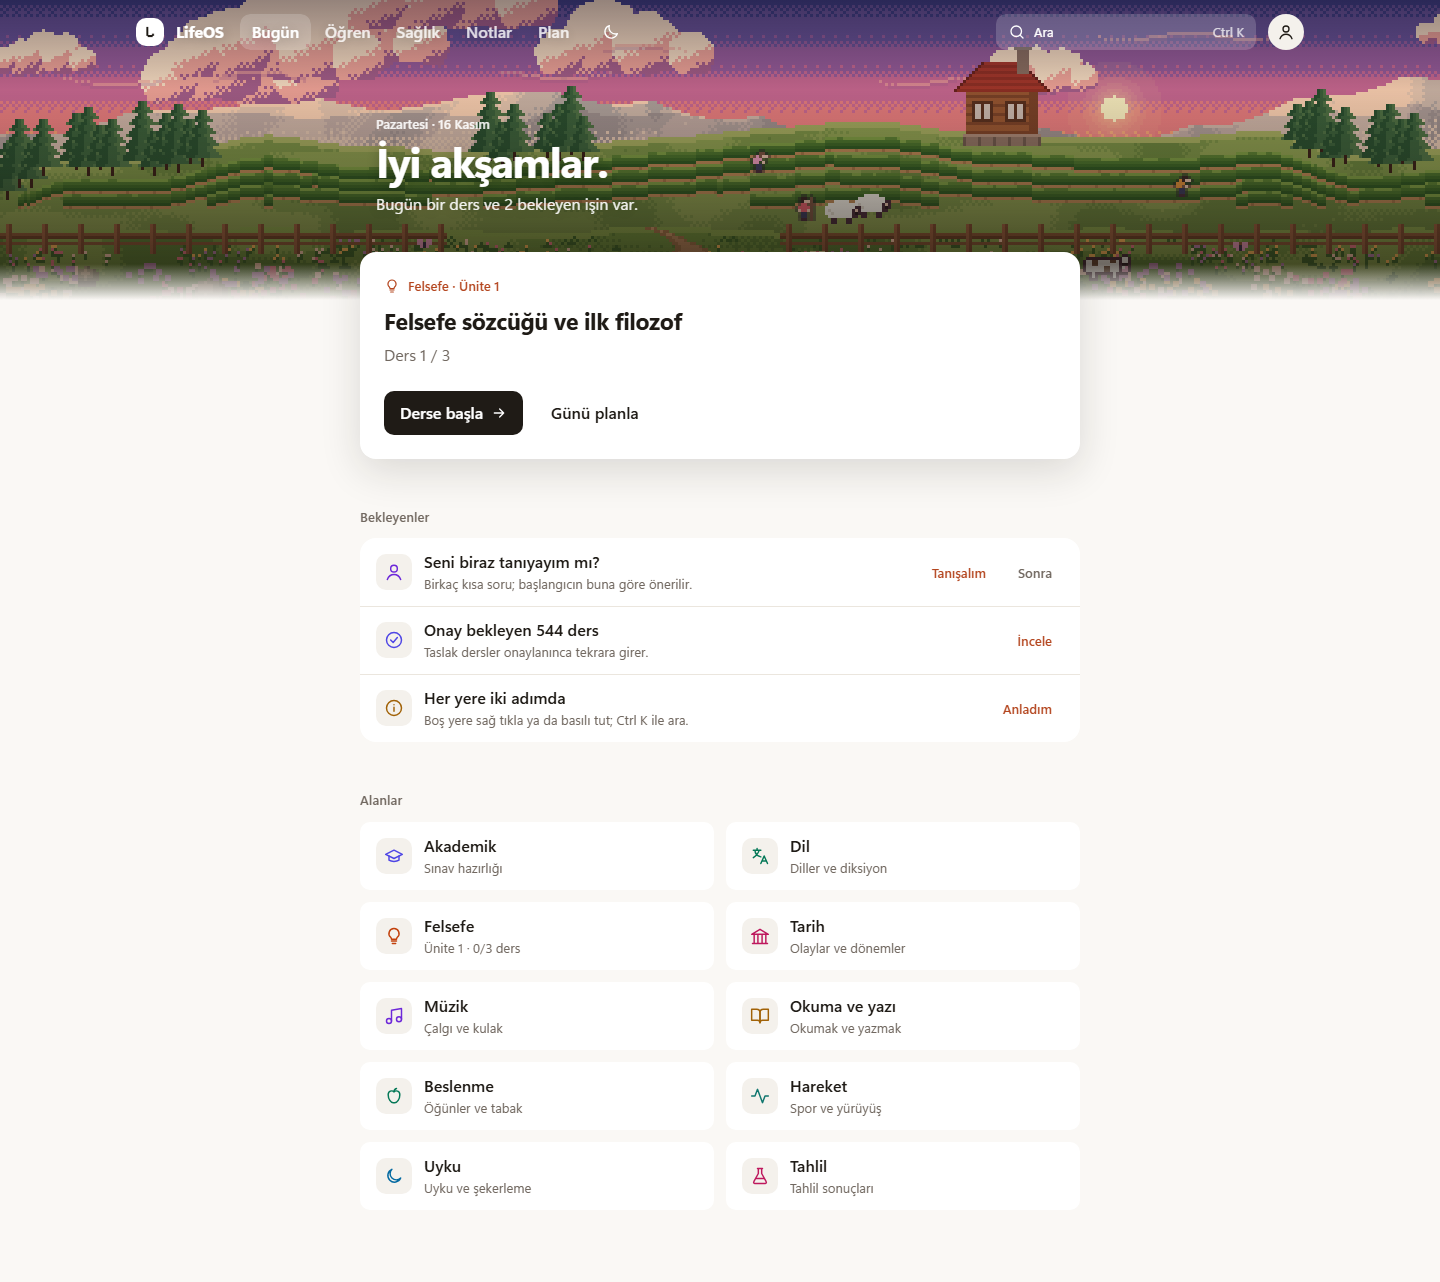 LifeOS Bugün Öğren Sağlık Notlar Plan Ara Ctrl K
Pazartesi · 16 Kasım
İyi akşamlar.
Bugün bir ders ve 2 bekleyen işin var.
Felsefe · Ünite 1
Felsefe sözcüğü ve ilk filozof
Ders 1 / 3
Derse başla Günü planla
Bekleyenler
Seni biraz tanıyayım mı?
Birkaç kısa soru; başlangıcın buna göre önerilir.
Tanışalım Sonra
Onay bekleyen 544 ders
Taslak dersler onaylanınca tekrara girer.
İncele
Her yere iki adımda
Boş yere sağ tıkla ya da basılı tut; Ctrl K ile ara.
Anladım
Alanlar
Akademik
Sınav hazırlığı
Dil
Diller ve diksiyon
Felsefe
Ünite 1 · 0/3 ders
Tarih
Olaylar ve dönemler
Müzik
Çalgı ve kulak
Okuma ve yazı
Okumak ve yazmak
Beslenme
Öğünler ve tabak
Hareket
Spor ve yürüyüş
Uyku
Uyku ve şekerleme
Tahlil
Tahlil sonuçları